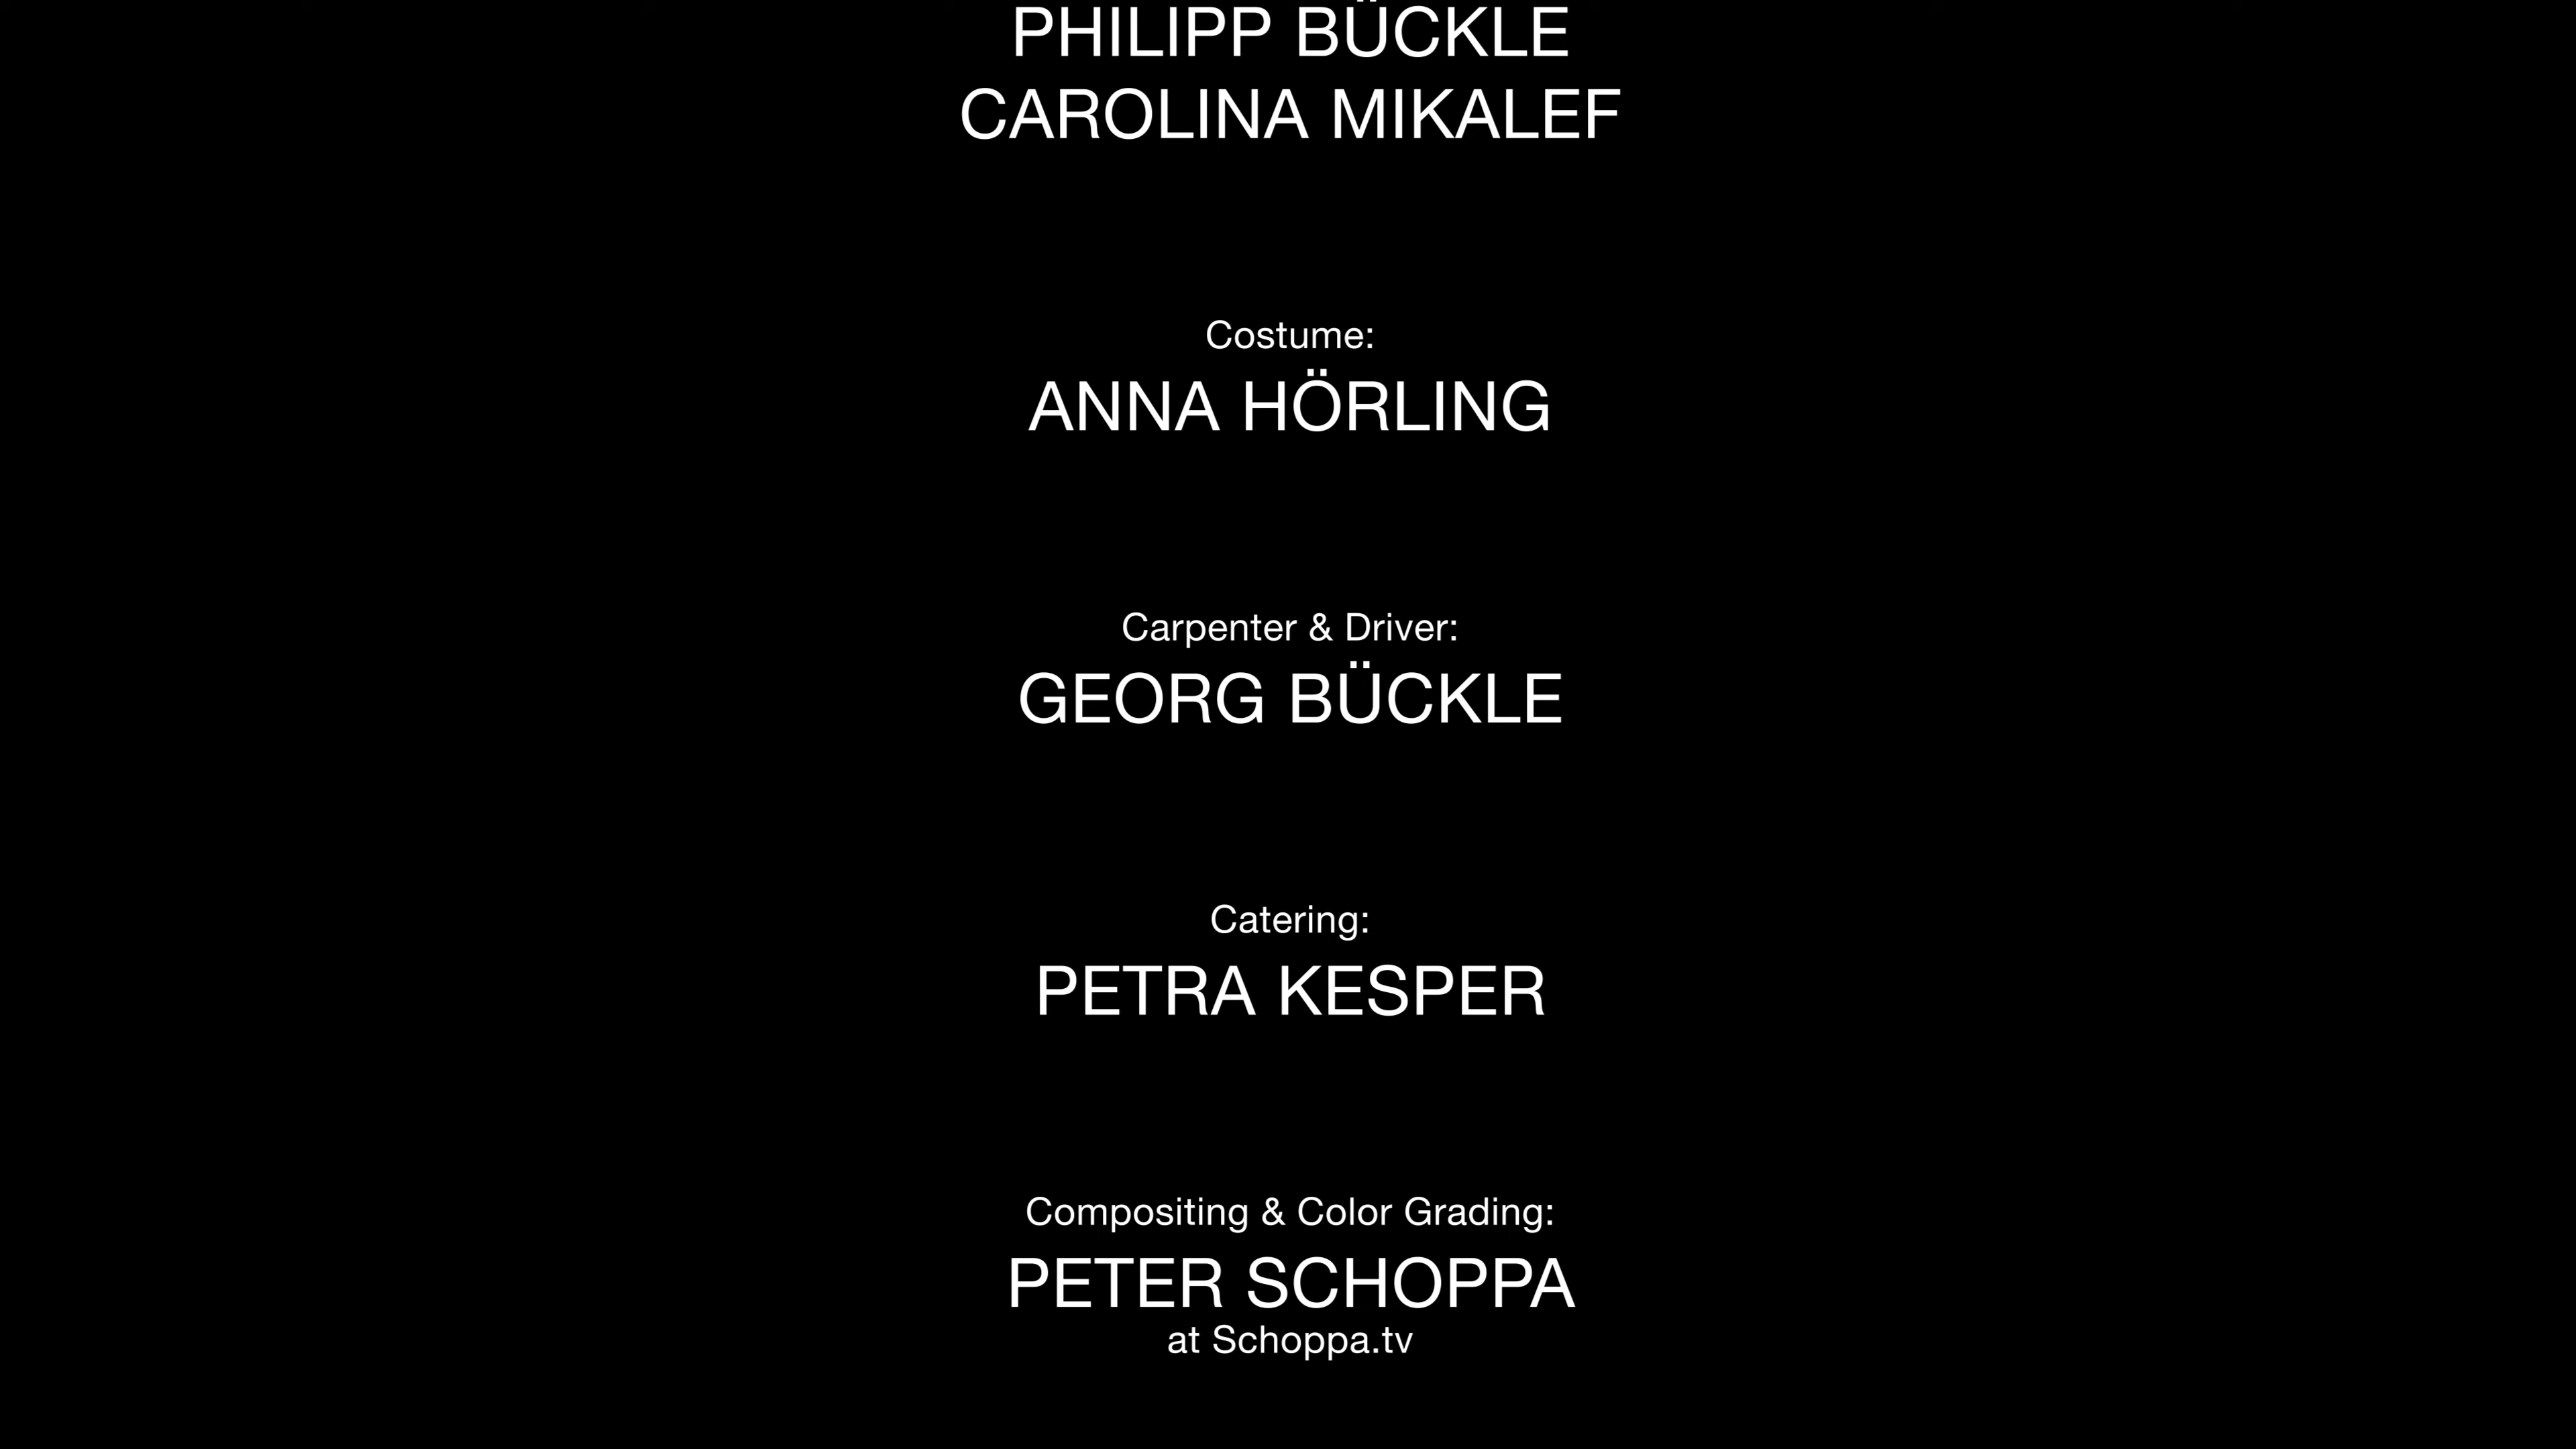 PHILIPP BÜCKLE
CAROLINA MIKALEF
Costume:
ANNA HÖRLING
Carpenter & Driver:
GEORG BÜCKLE
Catering:
PETRA KESPER
Compositing & Color Grading:
PETER SCHOPPA
at Schoppa.tv